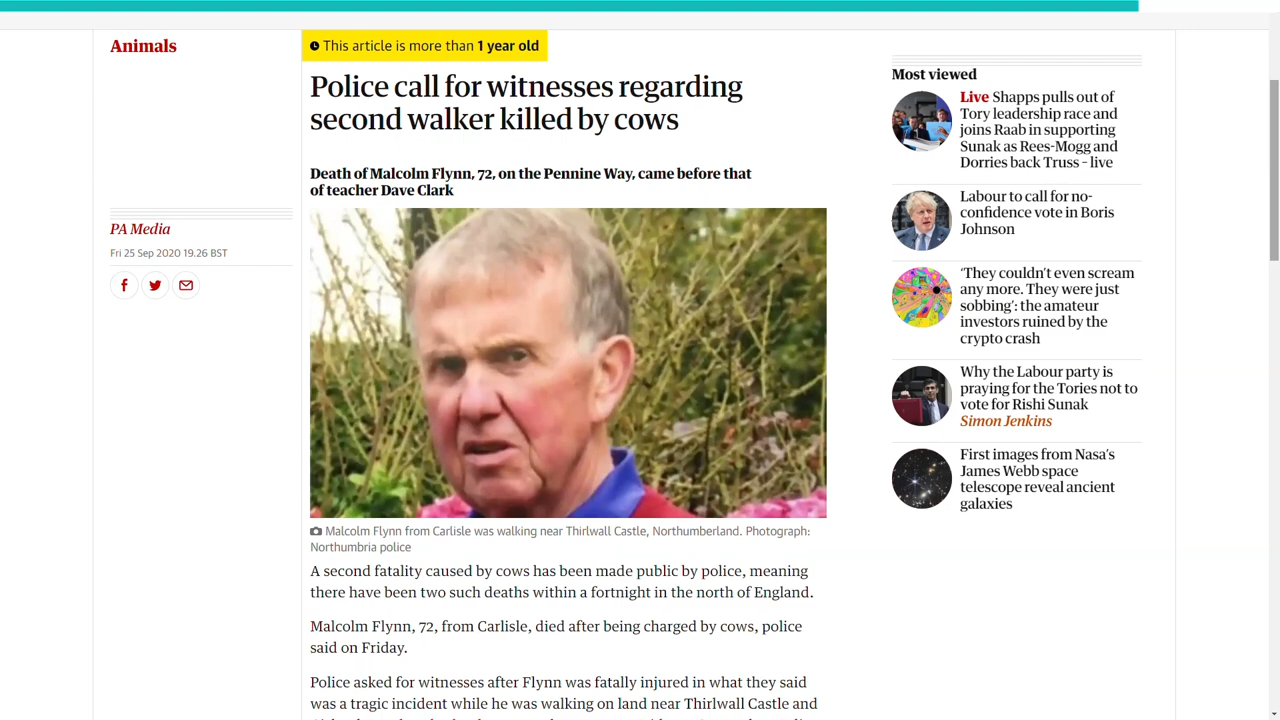 Animals
This article is more than 1 year old
Police call for witnesses regarding
second walker killed by cows
Death of Malcolm Flynn, 72, on the Pennine Way, came before that
of teacher Dave Clark
PA Media
Fri 25 Sep 2020 19.26 BST
Malcolm Flynn from Carlisle was walking near Thirlwall Castle, Northumberland. Photograph:
Northumbria police
A second fatality caused by cows has been made public by police, meaning
there have been two such deaths within a fortnight in the north of England.
Malcolm Flynn, 72, from Carlisle, died after being charged by cows, police
said on Friday.
Police asked for witnesses after Flynn was fatally injured in what they said
was a tragic incident while he was walking on land near Thirlwall Castle and
Most viewed
Live Shapps pulls out of
Tory leadership race and
joins Raab in supporting
Sunak as Rees-Mogg and
Dorries back Truss – live
Labour to call for no-
confidence vote in Boris
Johnson
‘They couldn’t even scream
any more. They were just
sobbing’: the amateur
investors ruined by the
crypto crash
Why the Labour party is
praying for the Tories not to
vote for Rishi Sunak
Simon Jenkins
First images from Nasa’s
James Webb space
telescope reveal ancient
galaxies